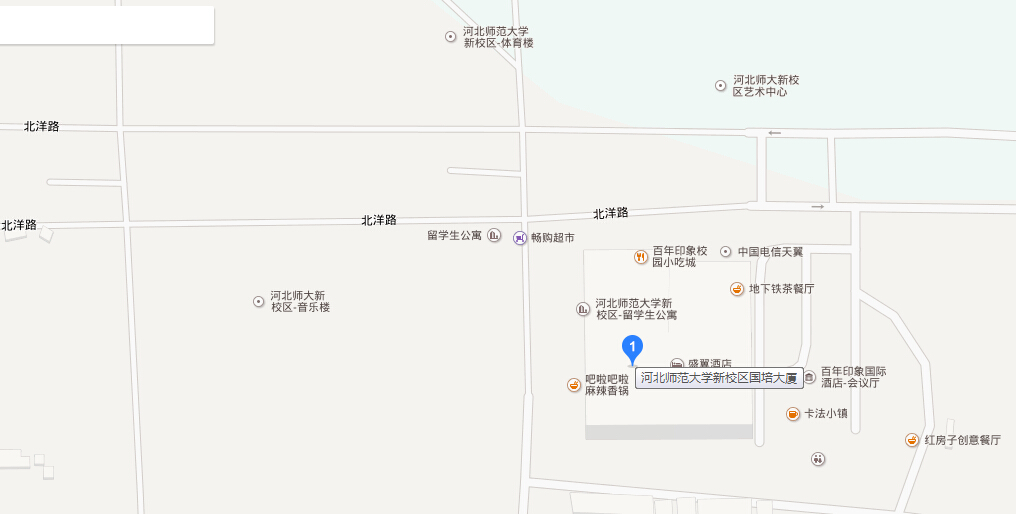 河北师范大学
新校区-体育楼
河北师大新校
区艺术中心
北洋路
北洋路
北洋路
北洋路
留学生公寓
畅购超市
百年印象校
园小吃城
中国电信天翼
地下铁茶餐厅
河北师大新
校区-音乐楼
河北师范大学新
校区-留学生公寓
1
盛翼酒店
河北师范大学新校区国培大厦
吧啦吧啦
麻辣香锅
百年印象国际
酒店-会议厅
卡法小镇
红房子创意餐厅